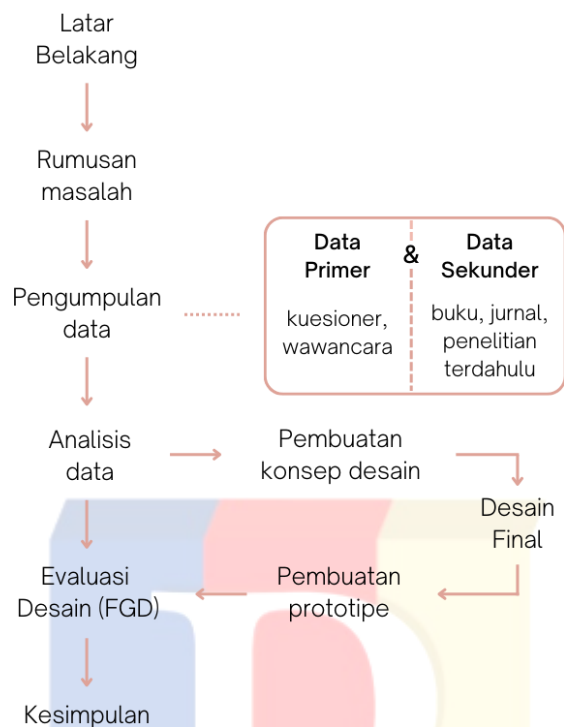 Latar
Belakang
Rumusan
masalah
Pengumpulan
data
Data
Primer
&
Data
Sekunder
kuesioner,
wawancara
buku, jurnal,
penelitian
terdahulu
Analisis
data
Pembuatan
konsep desain
Desain
Final
Pembuatan
prototipe
Evaluasi
Desain (FGD)
Kesimpulan